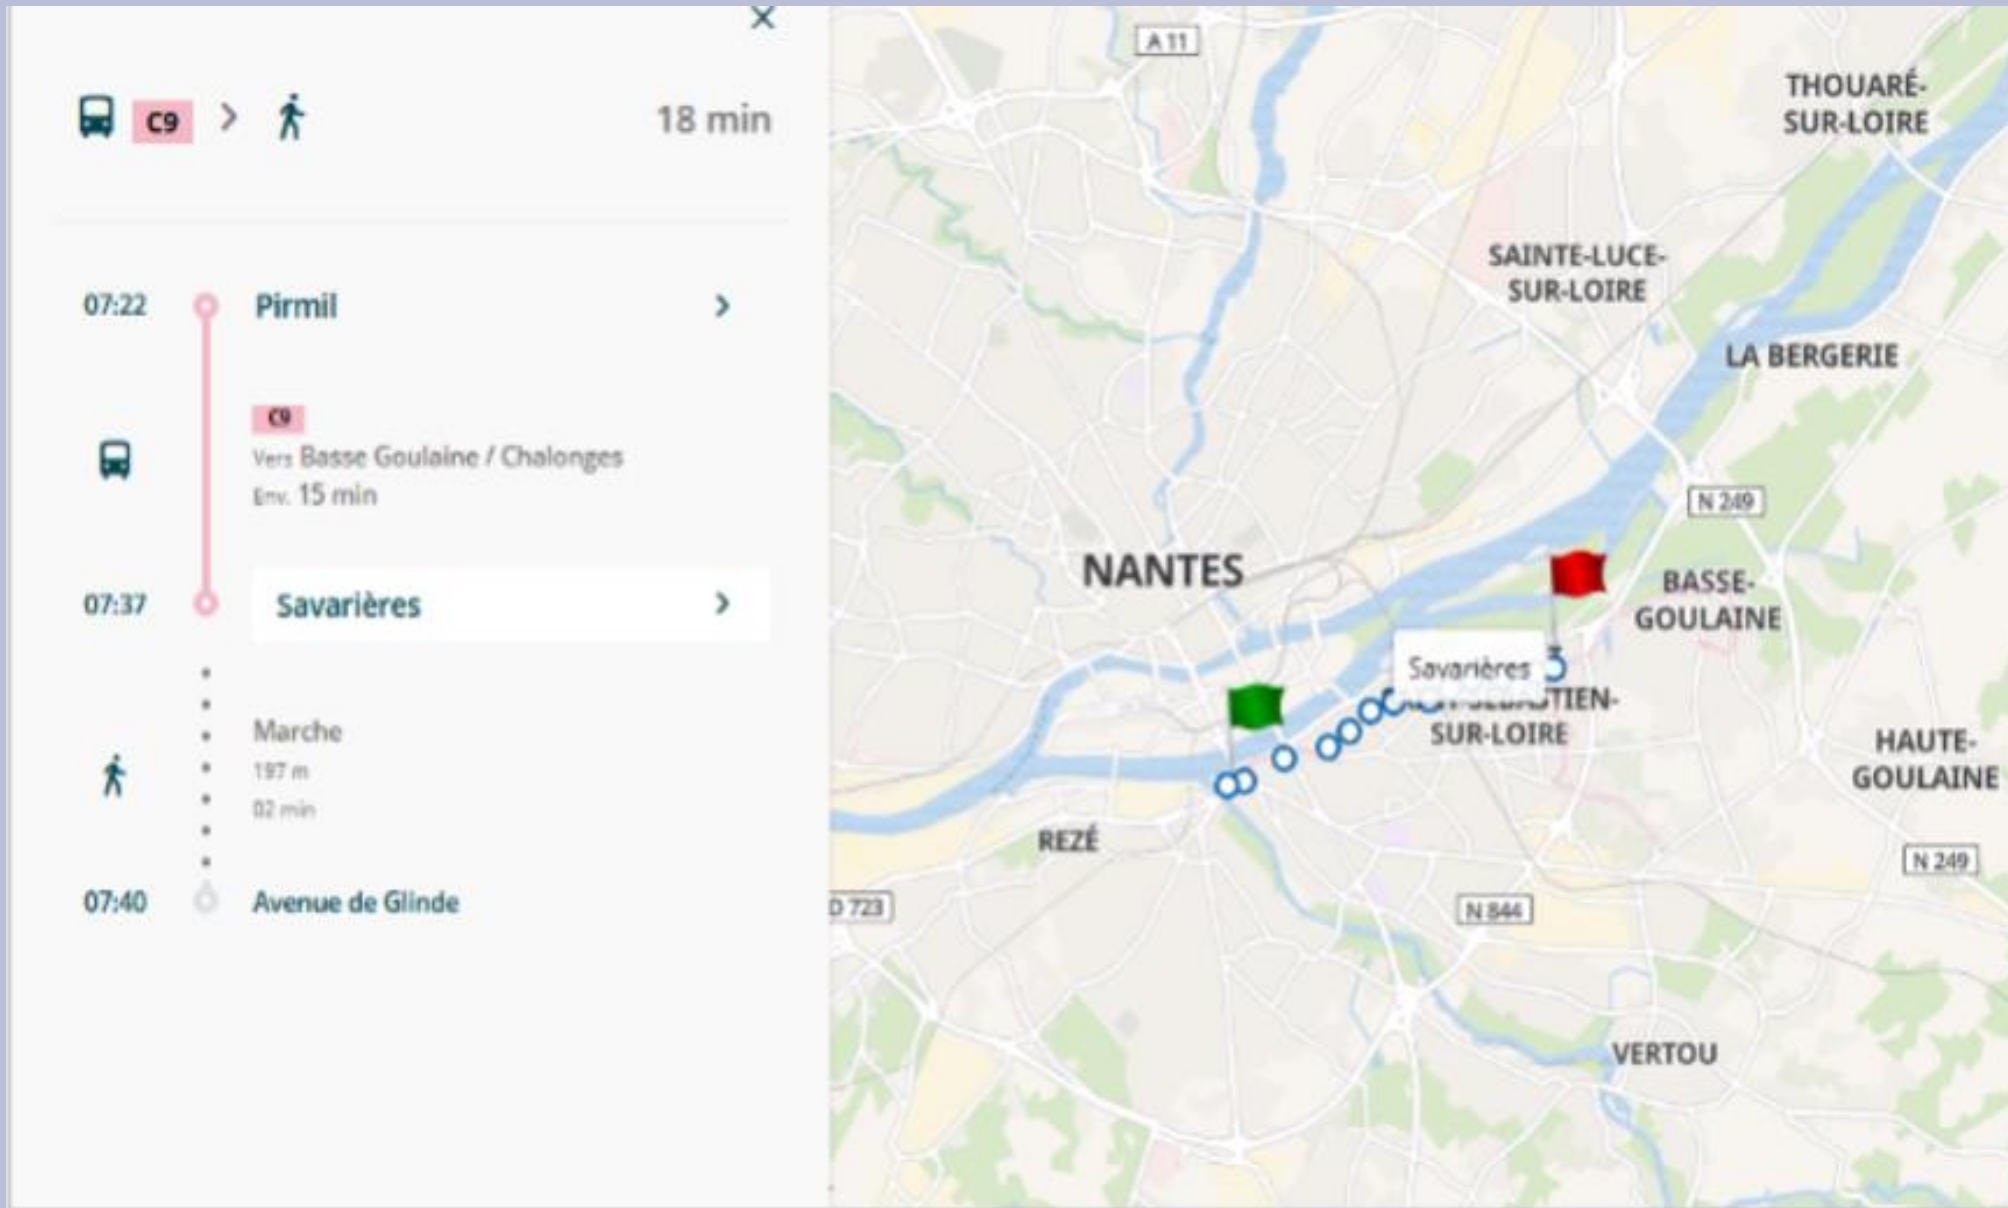 C9
18 min
07:22
Pirmil
C9
Vers Basse Goulaine / Chalonges
Env. 15 min
07:37
Savarières
Marche
197 m
02 min
07:40
Avenue de Glinde
A 11
THOUARÉ-
SUR-LOIRE
SAINTE-LUCE-
SUR-LOIRE
LA BERGERIE
N 249
NANTES
BASSE-
GOULAINE
Savarières
TIEN-
SUR-LOIRE
HAUTE-
GOULAINE
REZÉ
N 249
D 723
N 844
VERTOU